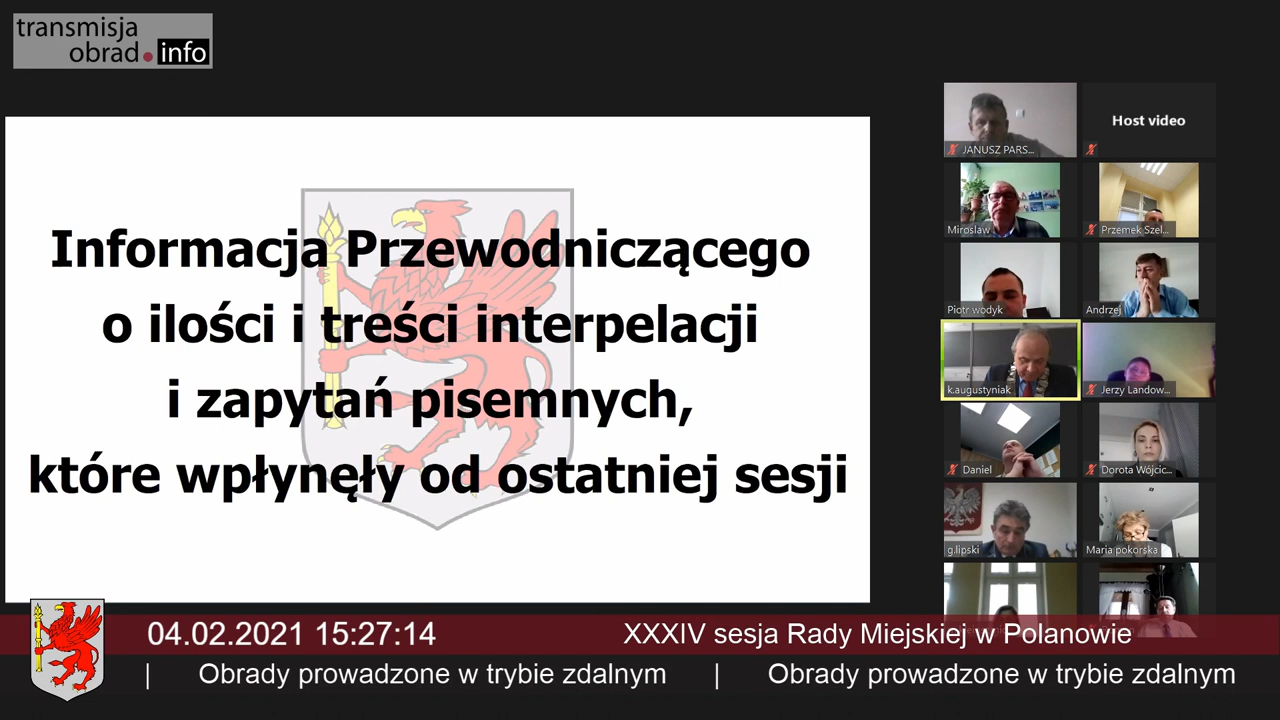 transmisja
obrad.info
Informacja Przewodniczącego
o ilości i treści interpelacji
i zapytań pisemnych,
które wpłynęły od ostatniej sesji
JANUSZ PARS...
Host video
Miroslaw
Przemek Szel...
Piotr wodyk
Andrzej
k.augustyniak
Jerzy Landow...
Daniel
Dorota Wójcic...
g.lipski
Maria pokorska
04.02.2021 15:27:14
XXXIV sesja Rady Miejskiej w Polanowie
| Obrady prowadzone w trybie zdalnym | Obrady prowadzone w trybie zdalnym